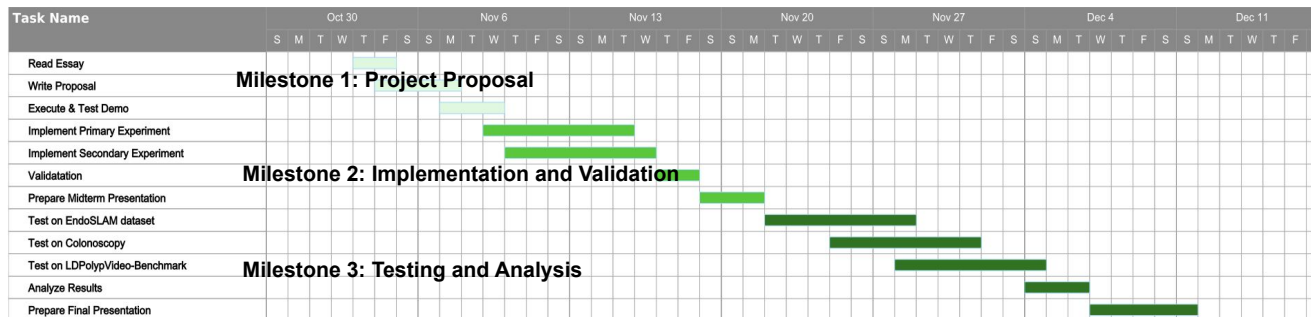 Task Name Oct 30 Nov 6 Nov 13 Nov 20 Nov 27 Dec 4 Dec 11
S M T W T F S S M T W T F S S M T W T F S S M T W T F S S M T W T F S S M T W T F S S M T W T F
Read Essay
Milestone 1: Project Proposal
Write Proposal
Execute & Test Demo
Implement Primary Experiment
Implement Secondary Experiment
Milestone 2: Implementation and Validation
Validatation
Prepare Midterm Presentation
Test on EndoSLAM dataset
Test on Colonoscopy
Test on LDPolypVideo-Benchmark
Milestone 3: Testing and Analysis
Analyze Results
Prepare Final Presentation